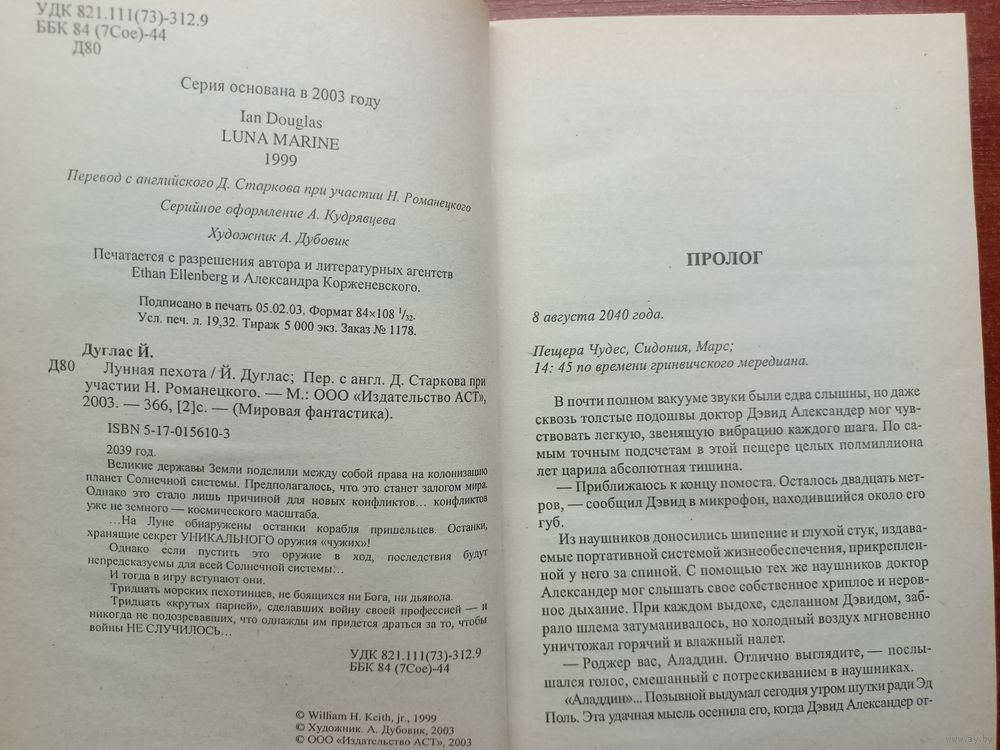 УДК 821.111(73)-312.9
ББК 84 (7Сое)-44
Д80
Серия основана в 2003 году
Ian Douglas
LUNA MARINE
1999
Перевод с английского Д. Старкова при участии Н. Романецкого
Серийное оформление А. Кудрявцева
Художник А. Дубовик
Печатается с разрешения автора и литературных агентств
Ethan Ellenberg и Александра Корженевского.
Подписано в печать 05.02.03. Формат 84×108 1/32.
Усл. печ. л. 19,32. Тираж 5 000 экз. Заказ № 1178.
Дуглас Й.
Д80 Лунная пехота / Й. Дуглас; Пер. с англ. Д. Старкова при
участии Н. Романецкого. — М.: ООО «Издательство АСТ»,
2003. — 366, [2]с. — (Мировая фантастика).
ISBN 5-17-015610-3
2039 год.
Великие державы Земли поделили между собой права на колонизацию
планет Солнечной системы. Предполагалось, что это станет залогом мира.
Однако это стало лишь причиной для новых конфликтов... конфликтов
уже не земного — космического масштаба.
...На Луне обнаружены останки корабля пришельцев. Останки,
хранящие секрет УНИКАЛЬНОГО оружия «чужих»!
Однако если пустить это оружие в ход, последствия будут
непредсказуемы для всей Солнечной системы...
И тогда в игру вступают они.
Тридцать морских пехотинцев, не боящихся ни Бога, ни дьявола.
Тридцать «крутых парней», сделавших войну своей профессией — и
никогда не подозревавших, что однажды им придется драться за то, чтобы
войны НЕ СЛУЧИЛОСЬ...
УДК 821.111(73)-312.9
ББК 84 (7Сое)-44
© William H. Keith, jr., 1999
© Художник. А. Дубовик, 2003
© ООО «Издательство АСТ», 2003
ПРОЛОГ
8 августа 2040 года.
Пещера Чудес, Сидония, Марс;
14: 45 по времени гринвичского меридиана.
В почти полном вакууме звуки были едва слышны, но даже
сквозь толстые подошвы доктор Дэвид Александер мог чув-
ствовать легкую, звенящую вибрацию каждого шага. По са-
мым точным подсчетам в этой пещере целых полмиллиона
лет царила абсолютная тишина.
— Приближаюсь к концу помоста. Осталось двадцать мет-
ров, — сообщил Дэвид в микрофон, находившийся около его
губ.
Из наушников доносились шипение и глухой стук, издава-
емые портативной системой жизнеобеспечения, прикреплен-
ной у него за спиной. С помощью тех же наушников доктор
Александер мог слышать свое собственное хриплое и неров-
ное дыхание. При каждом выдохе, сделанном Дэвидом, заб-
рало шлема затуманивалось, но холодный воздух мгновенно
уничтожал горячий и влажный налет.
— Роджер вас, Аладдин. Отлично выглядите, — послы-
шался голос, смешанный с потрескиванием в наушниках.
«Аладдин»... Позывной выдумал сегодня утром шутки ради Эд
Поль. Эта удачная мысль осенила его, когда Дэвид Александер от-
www.ay.by